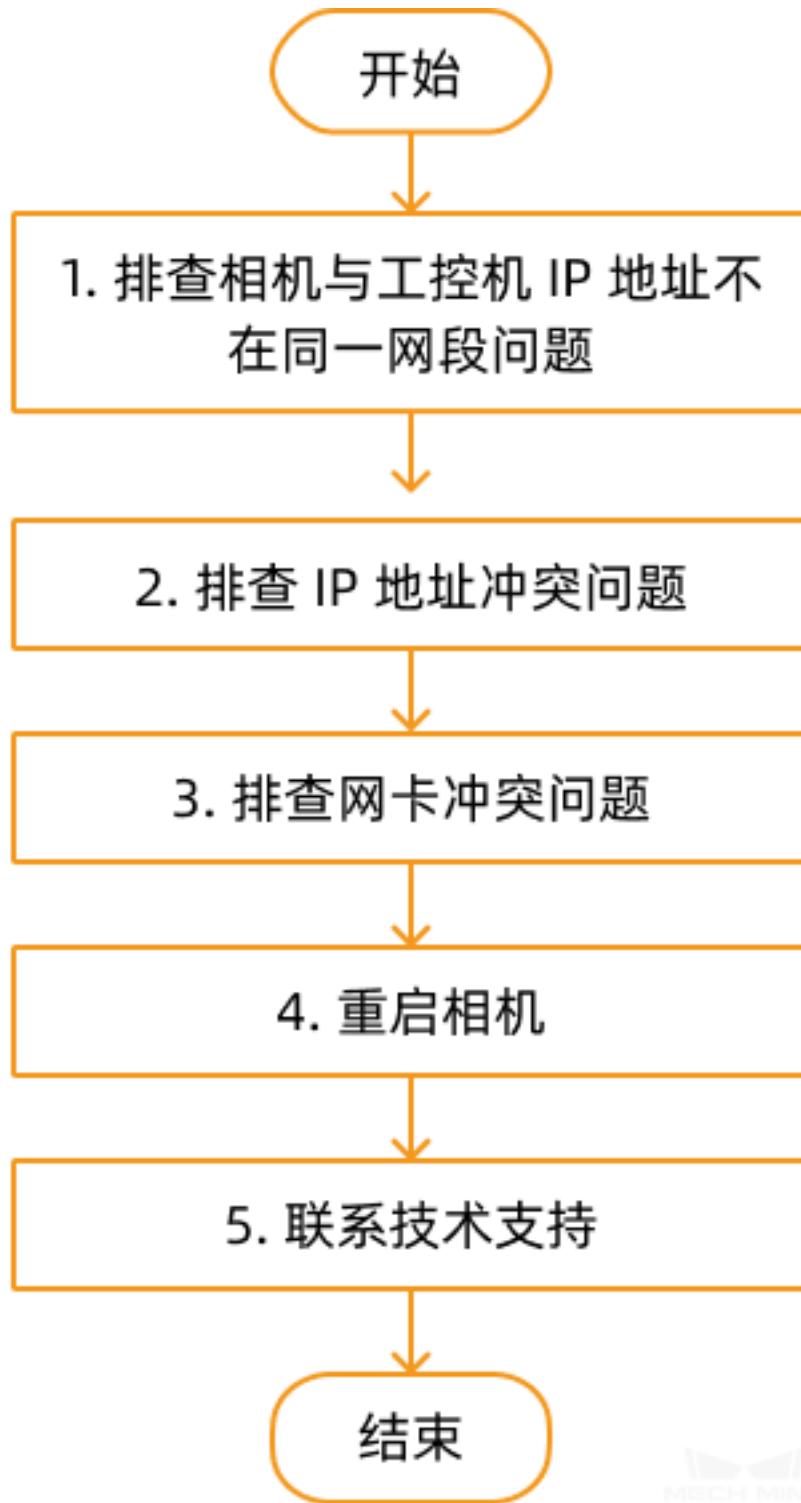 开始
1. 排查相机与工控机 IP 地址不
在同一网段问题
2. 排查 IP 地址冲突问题
3. 排查网卡冲突问题
4. 重启相机
5. 联系技术支持
结束
MECH MIN